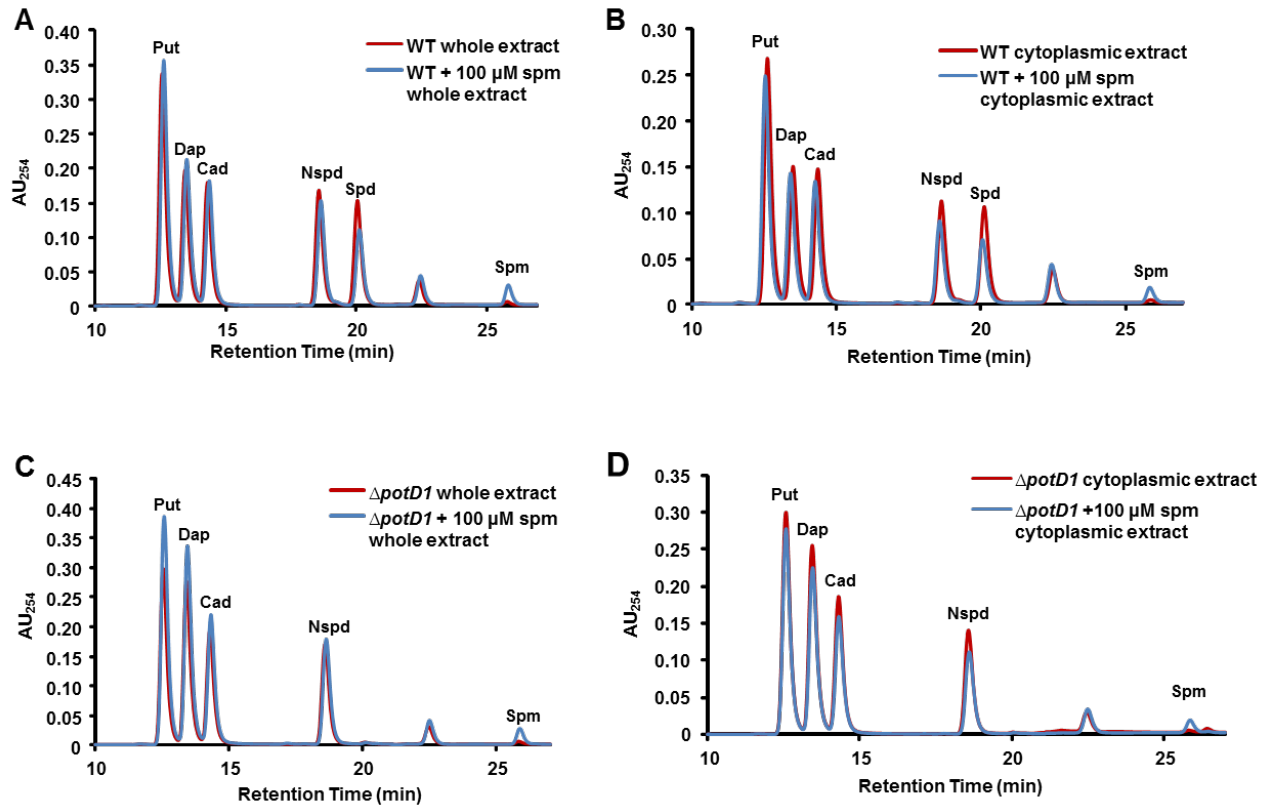 A
0.40
0.35
0.30
0.25
0.20
0.15
0.10
0.05
0
AU254
Put
Dap
Cad
Nspd
Spd
Spm
WT whole extract
WT + 100 µM spm
whole extract
10
15
20
25
Retention Time (min)
B
0.30
0.25
0.20
0.15
0.10
0.05
0
AU254
Put
Dap
Cad
Nspd
Spd
Spm
WT cytoplasmic extract
WT + 100 µM spm
cytoplasmic extract
10
15
20
25
Retention Time (min)
C
0.45
0.40
0.35
0.30
0.25
0.20
0.15
0.10
0.05
0
AU254
Put
Dap
Cad
Nspd
Spm
∆potD1 whole extract
∆potD1 + 100 µM spm
whole extract
10
15
20
25
Retention Time (min)
D
0.35
0.30
0.25
0.20
0.15
0.10
0.05
0
AU254
Put
Dap
Cad
Nspd
Spm
∆potD1 cytoplasmic extract
∆potD1 +100 µM spm
cytoplasmic extract
10
15
20
25
Retention Time (min)